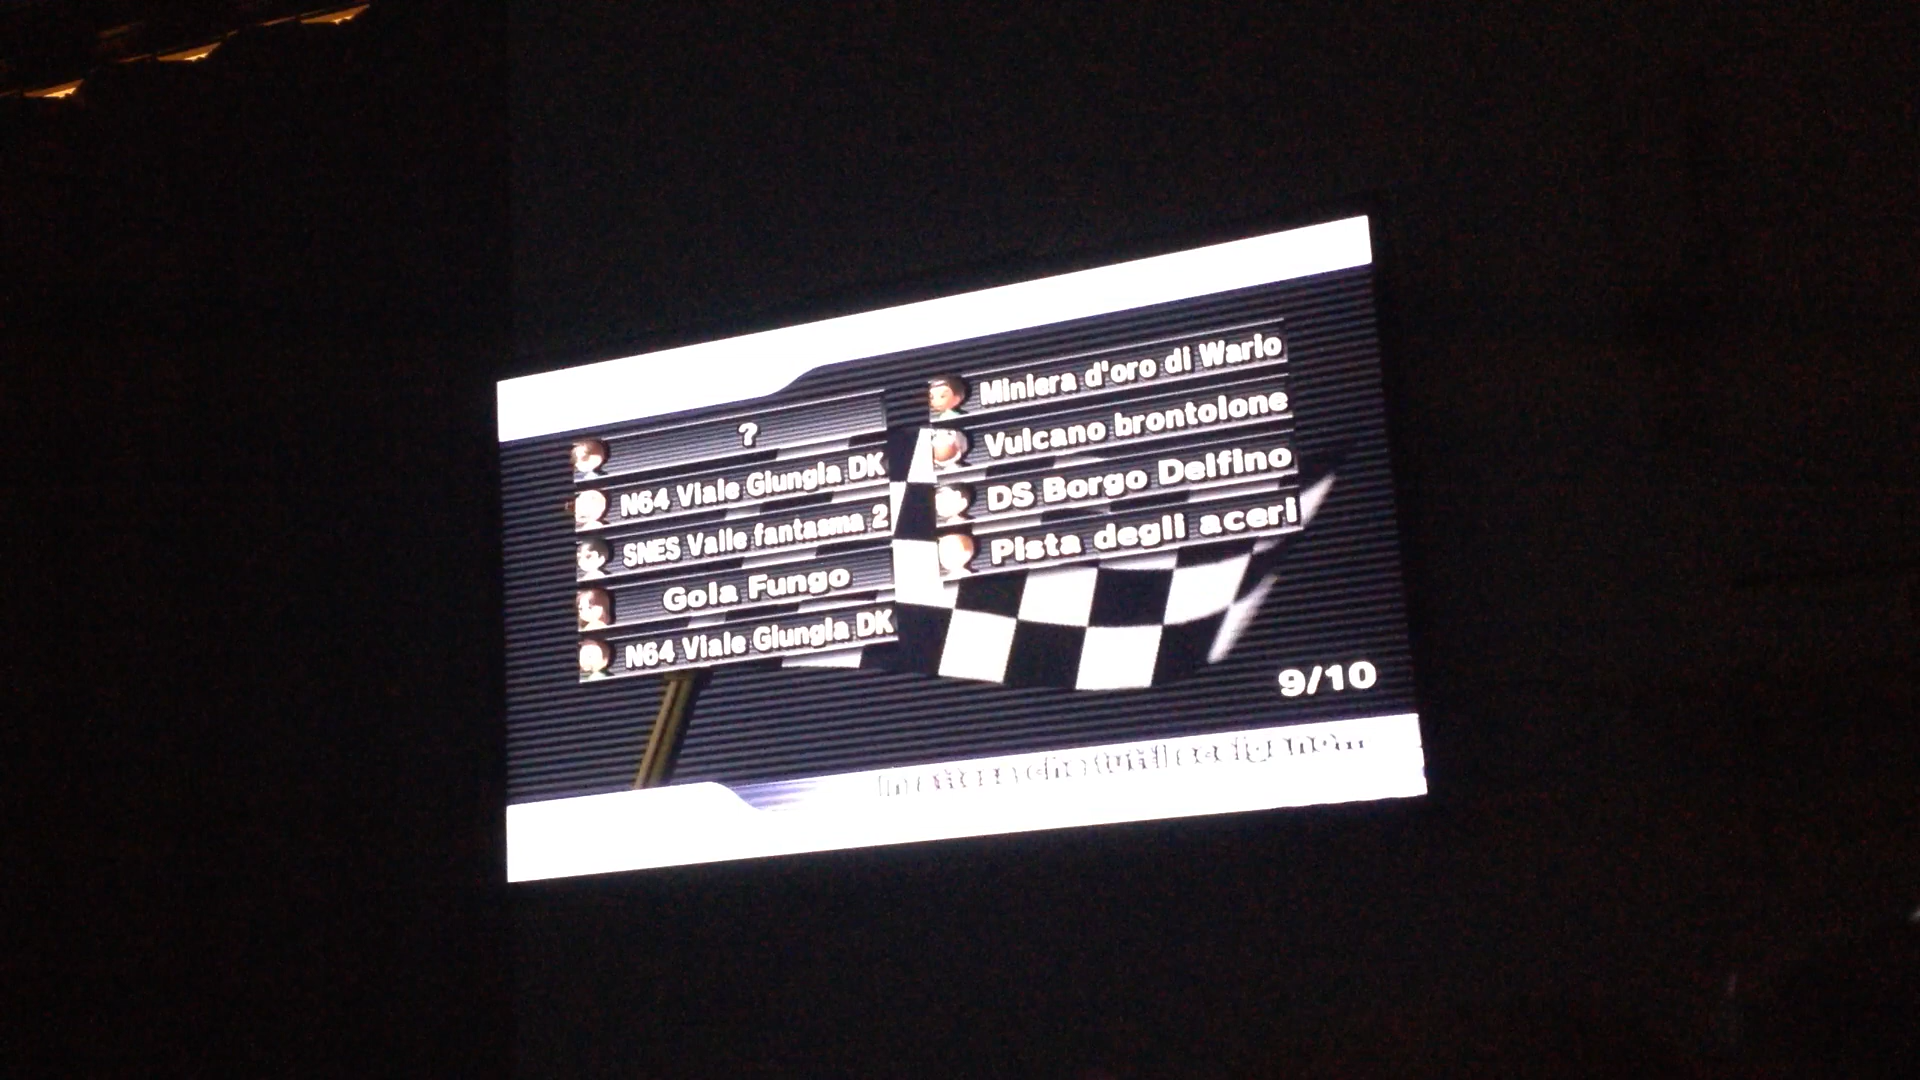 ?
N64 Viale Giungla DK
SNES Valle fantasma 2
Gola Fungo
N64 Viale Giungla DK
Miniera d'oro di Wario
Vulcano brontolone
DS Borgo Delfino
Pista degli aceri
9/10